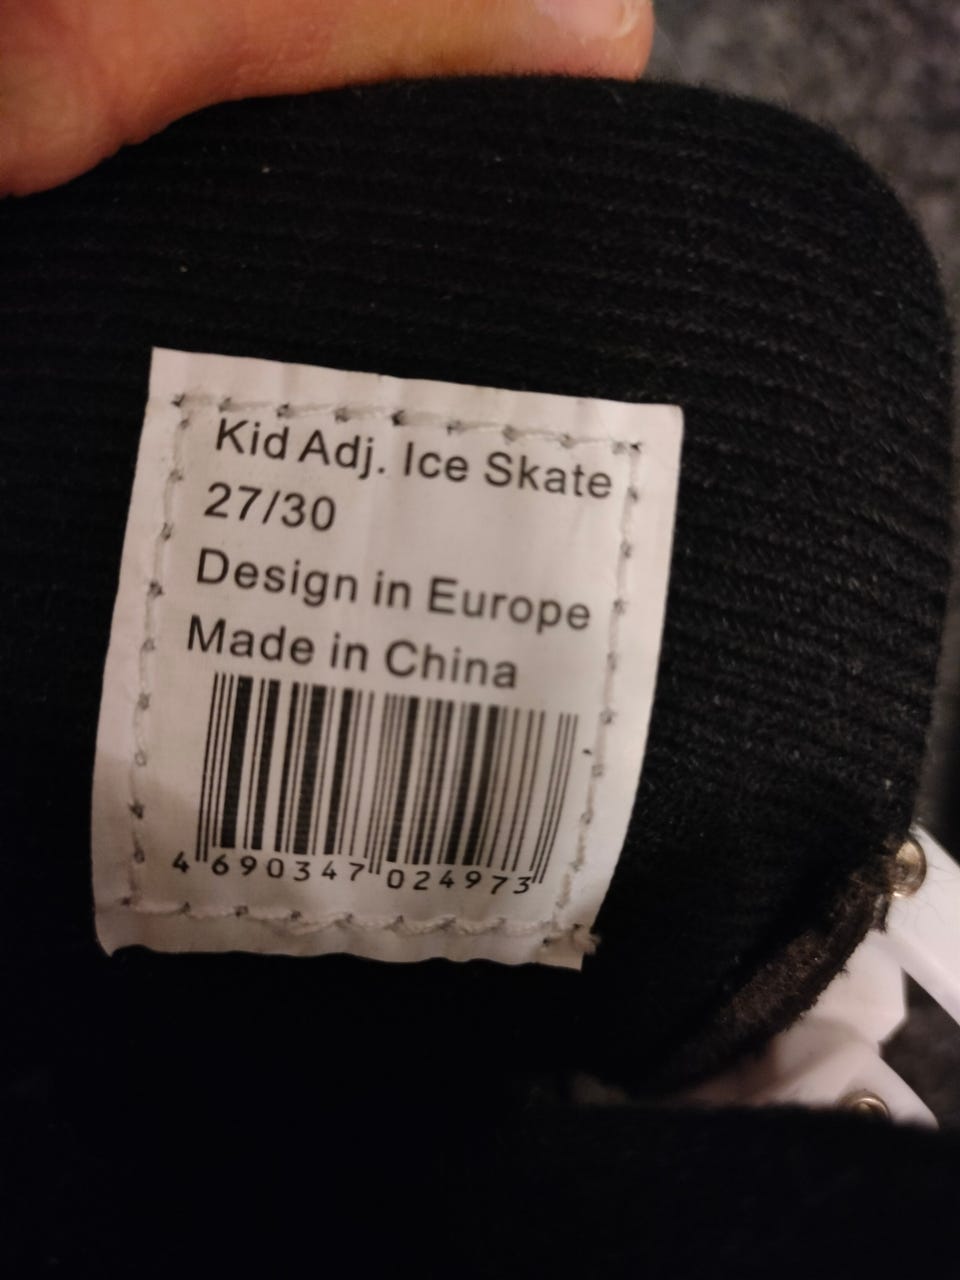 Kid Adj. Ice Skate
27/30
Design in Europe
Made in China
4 690347 024973